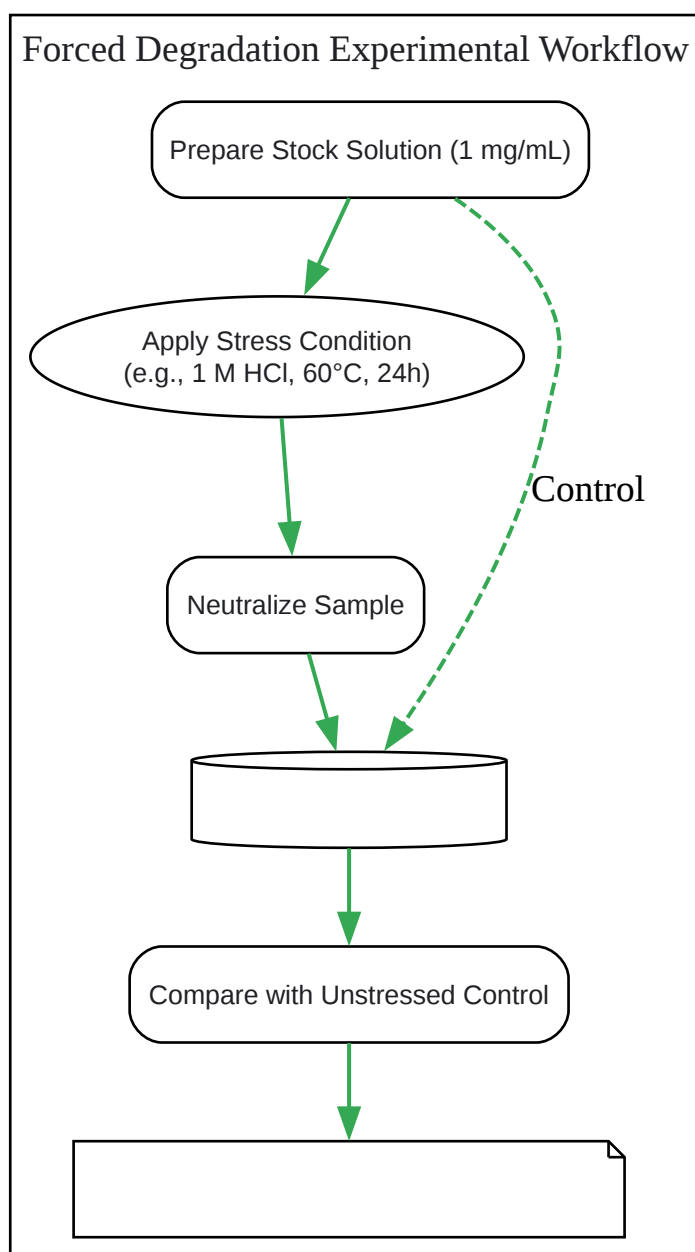 Forced Degradation Experimental Workflow
Prepare Stock Solution (1 mg/mL)
Apply Stress Condition
(e.g., 1 M HCl, 60°C, 24h)
Control
Neutralize Sample
Compare with Unstressed Control